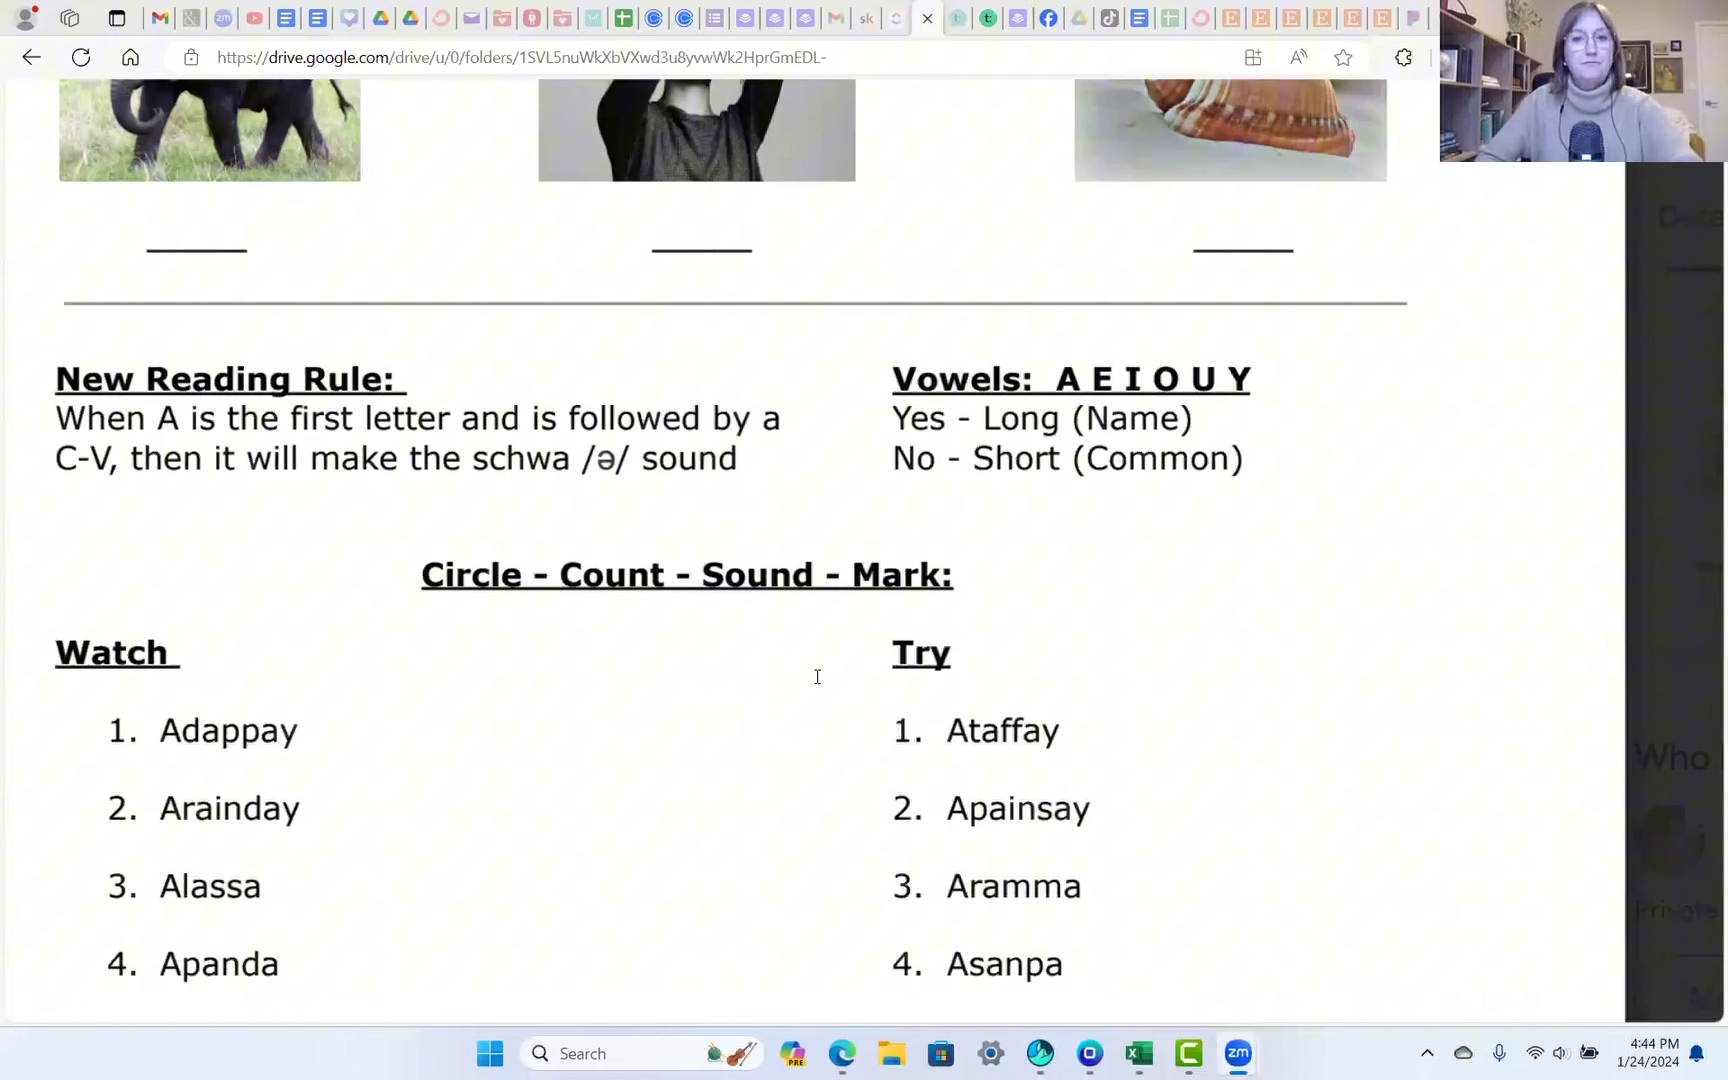 https://drive.google.com/drive/u/0/folders/1SVL5nuWkXbVXwd3u8yvwWk2HprGmEDL-
New Reading Rule:
When A is the first letter and is followed by a
C-V, then it will make the schwa /ə/ sound
Vowels: A E I O U Y
Yes - Long (Name)
No - Short (Common)
Circle - Count - Sound - Mark:
Watch
1. Adappay
2. Arainday
3. Alassa
4. Apanda
Try
1. Ataffay
2. Apainsay
3. Aramma
4. Asanpa
Who
Search
PRE
zm
4:44 PM
1/24/2024